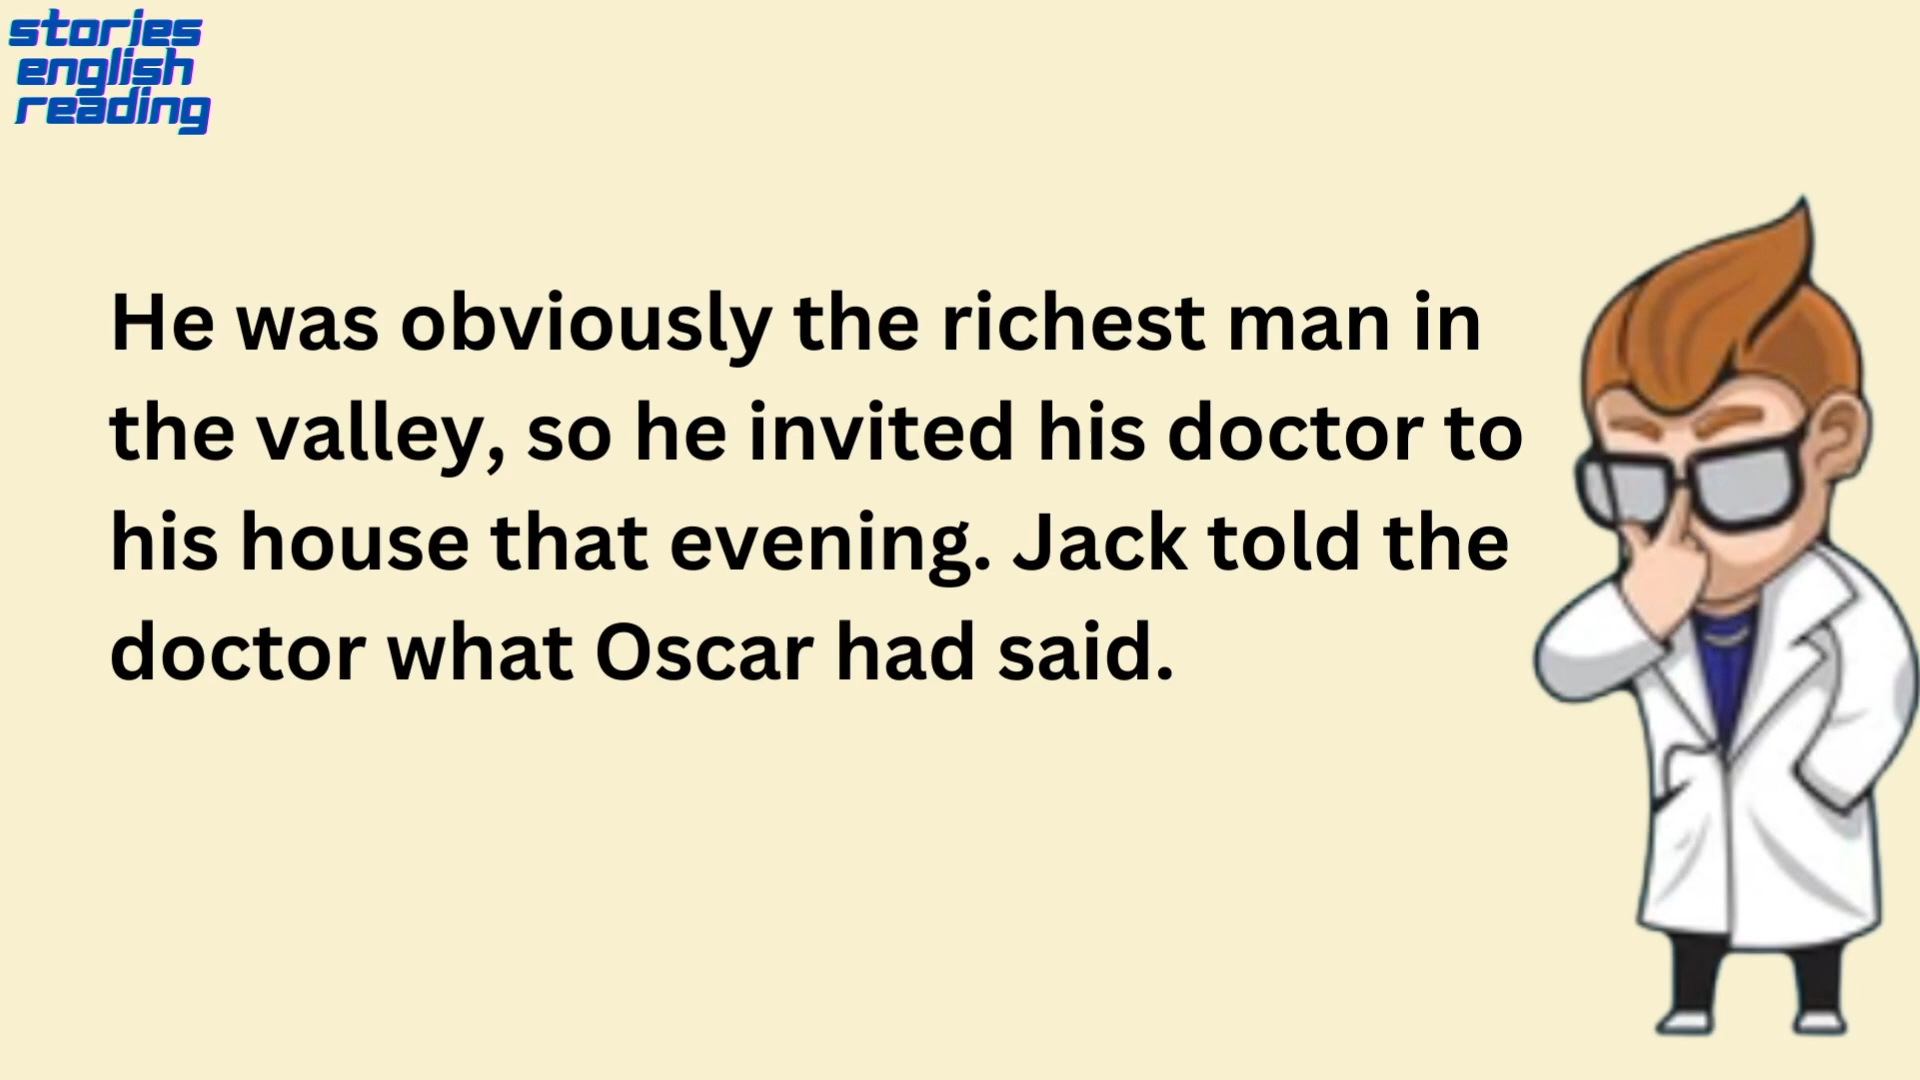 stories
english
reading
He was obviously the richest man in
the valley, so he invited his doctor to
his house that evening. Jack told the
doctor what Oscar had said.